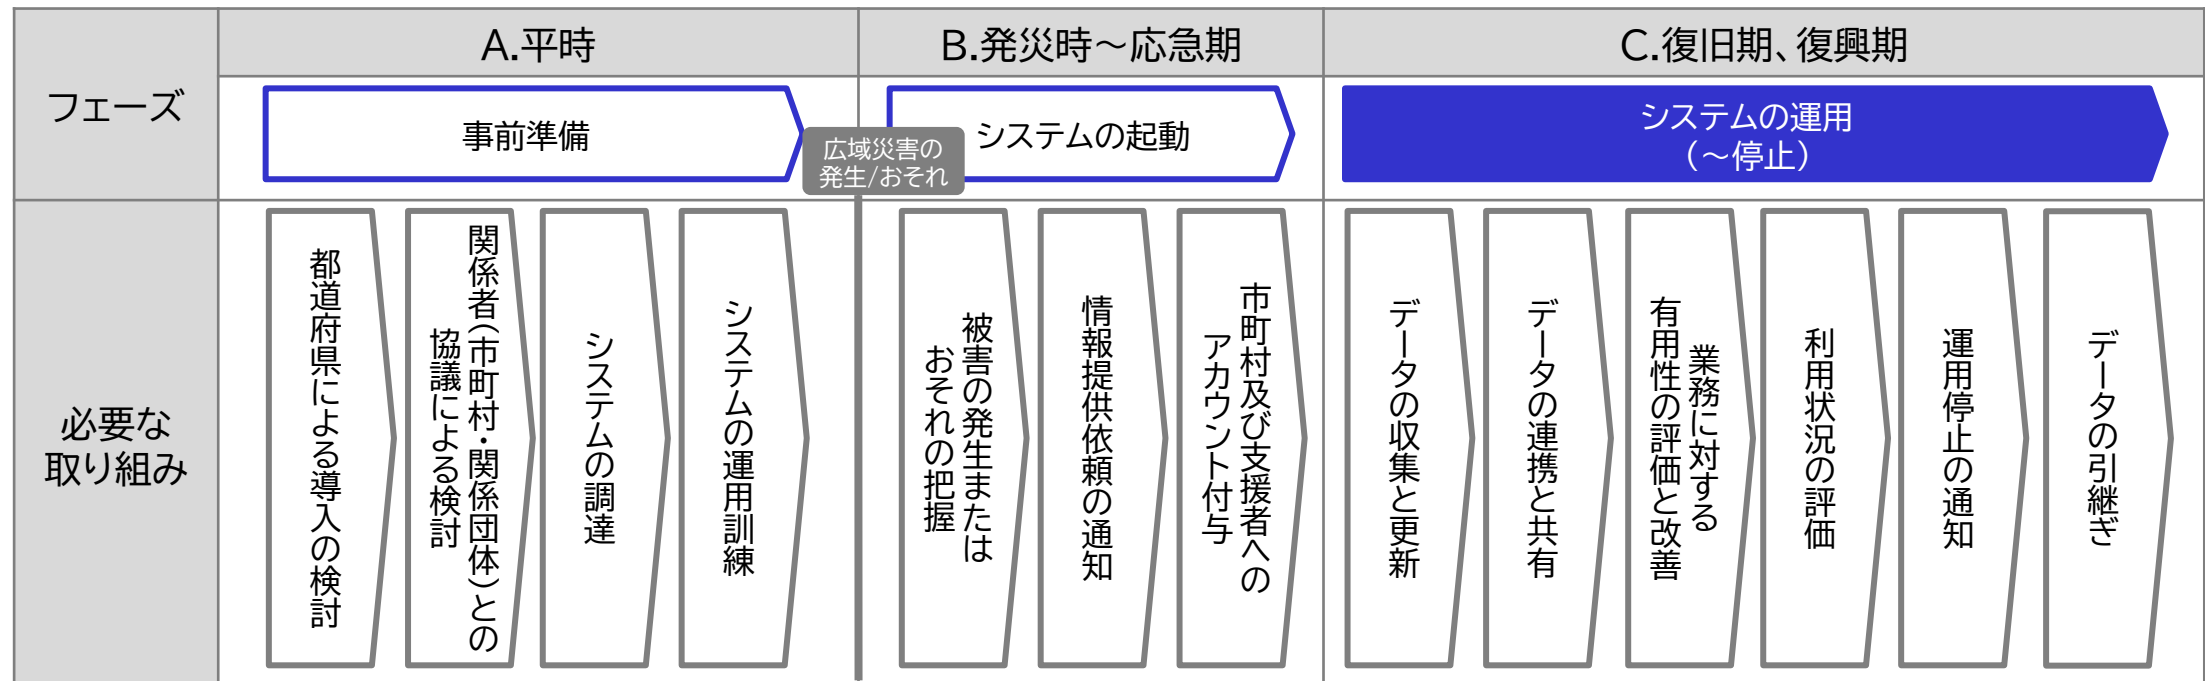 フェーズ
A.平時
B.発災時~応急期
C.復旧期、復興期
事前準備
広域災害の
発生/おそれ
システムの起動
システムの運用
(~停止)
必要な
取り組み
都道府県による導入の検討
関係者(市町村・関係団体)との
協議による検討
システムの調達
システムの運用訓練
被害の発生または
おそれの把握
情報提供依頼の通知
市町村及び支援者への
アカウント付与
データの収集と更新
データの連携と共有
業務に対する
有用性の評価と改善
利用状況の評価
運用停止の通知
データの引継ぎ